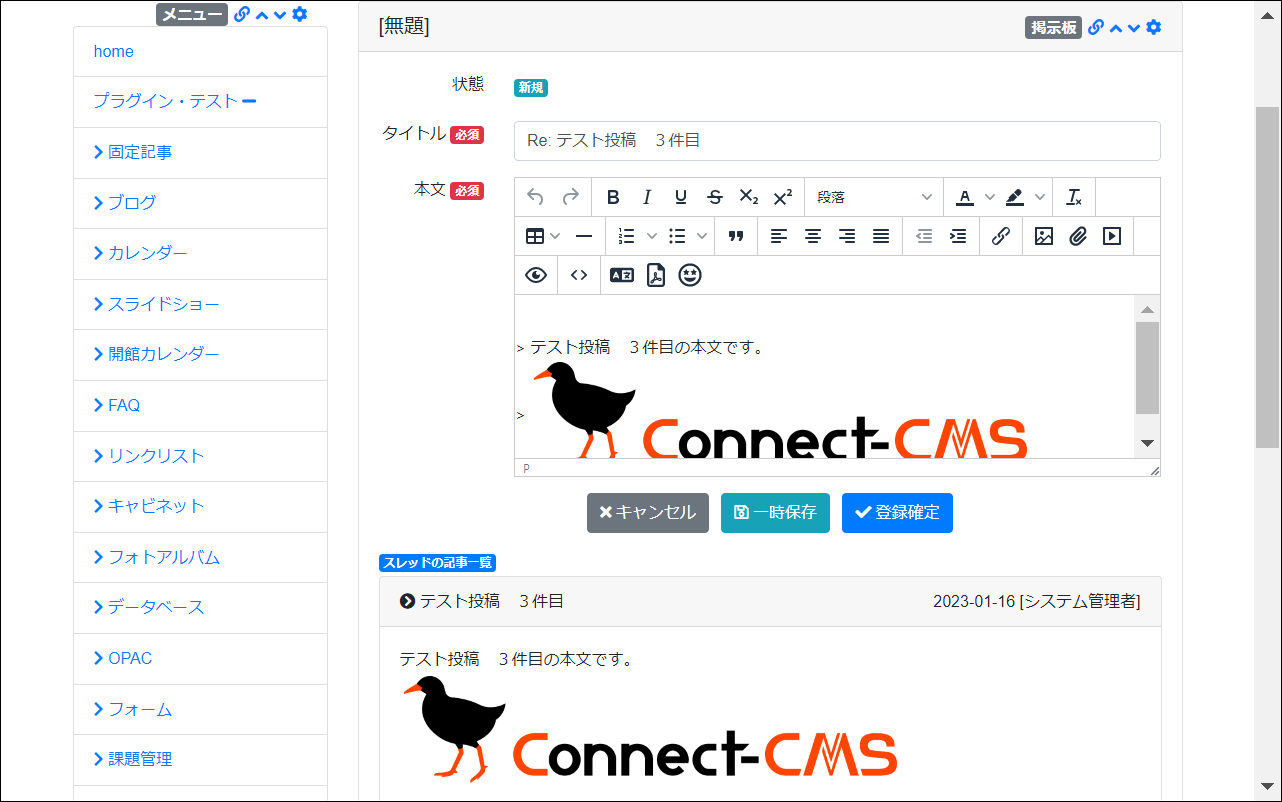 メニュー
home
プラグイン・テスト
固定記事
ブログ
カレンダー
スライドショー
開館カレンダー
FAQ
リンクリスト
キャビネット
フォトアルバム
データベース
OPAC
フォーム
課題管理
[無題]
掲示板
状態 新規
タイトル 必須 Re: テスト投稿　３件目
本文 必須
B I U S X₂ X² 段落 A
> テスト投稿　３件目の本文です。
>
Connect-CMS
P
キャンセル 一時保存 登録確定
スレッドの記事一覧
テスト投稿　３件目 2023-01-16 [システム管理者]
テスト投稿　３件目の本文です。
Connect-CMS